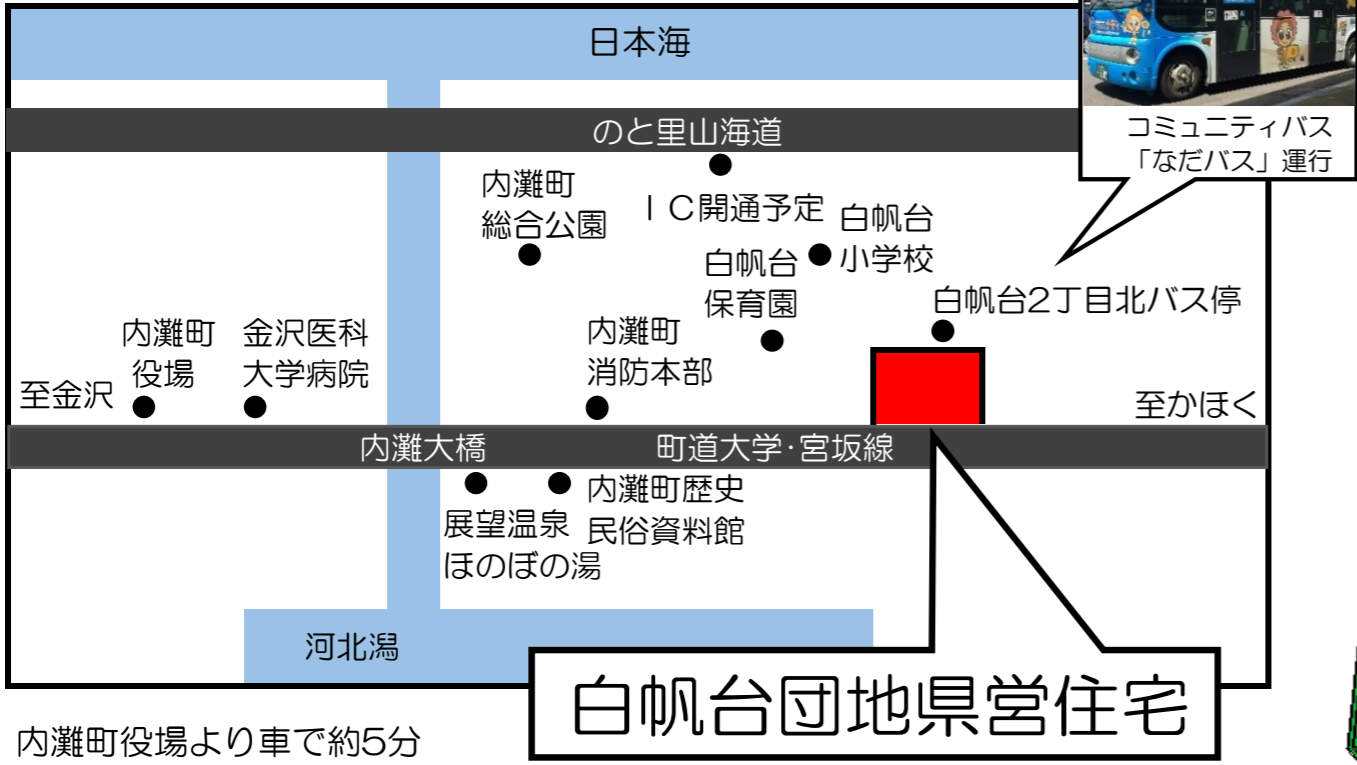 日本海
コミュニティバス
「なだバス」運行
のと里山海道
内灘町
総合公園
IC開通予定
白帆台
小学校
白帆台
保育園
白帆台2丁目北バス停
内灘町
役場
金沢医科
大学病院
内灘町
消防本部
至金沢
至かほく
内灘大橋
町道大学・宮坂線
展望温泉
ほのぼの湯
内灘町歴史
民俗資料館
河北潟
白帆台団地県営住宅
内灘町役場より車で約5分